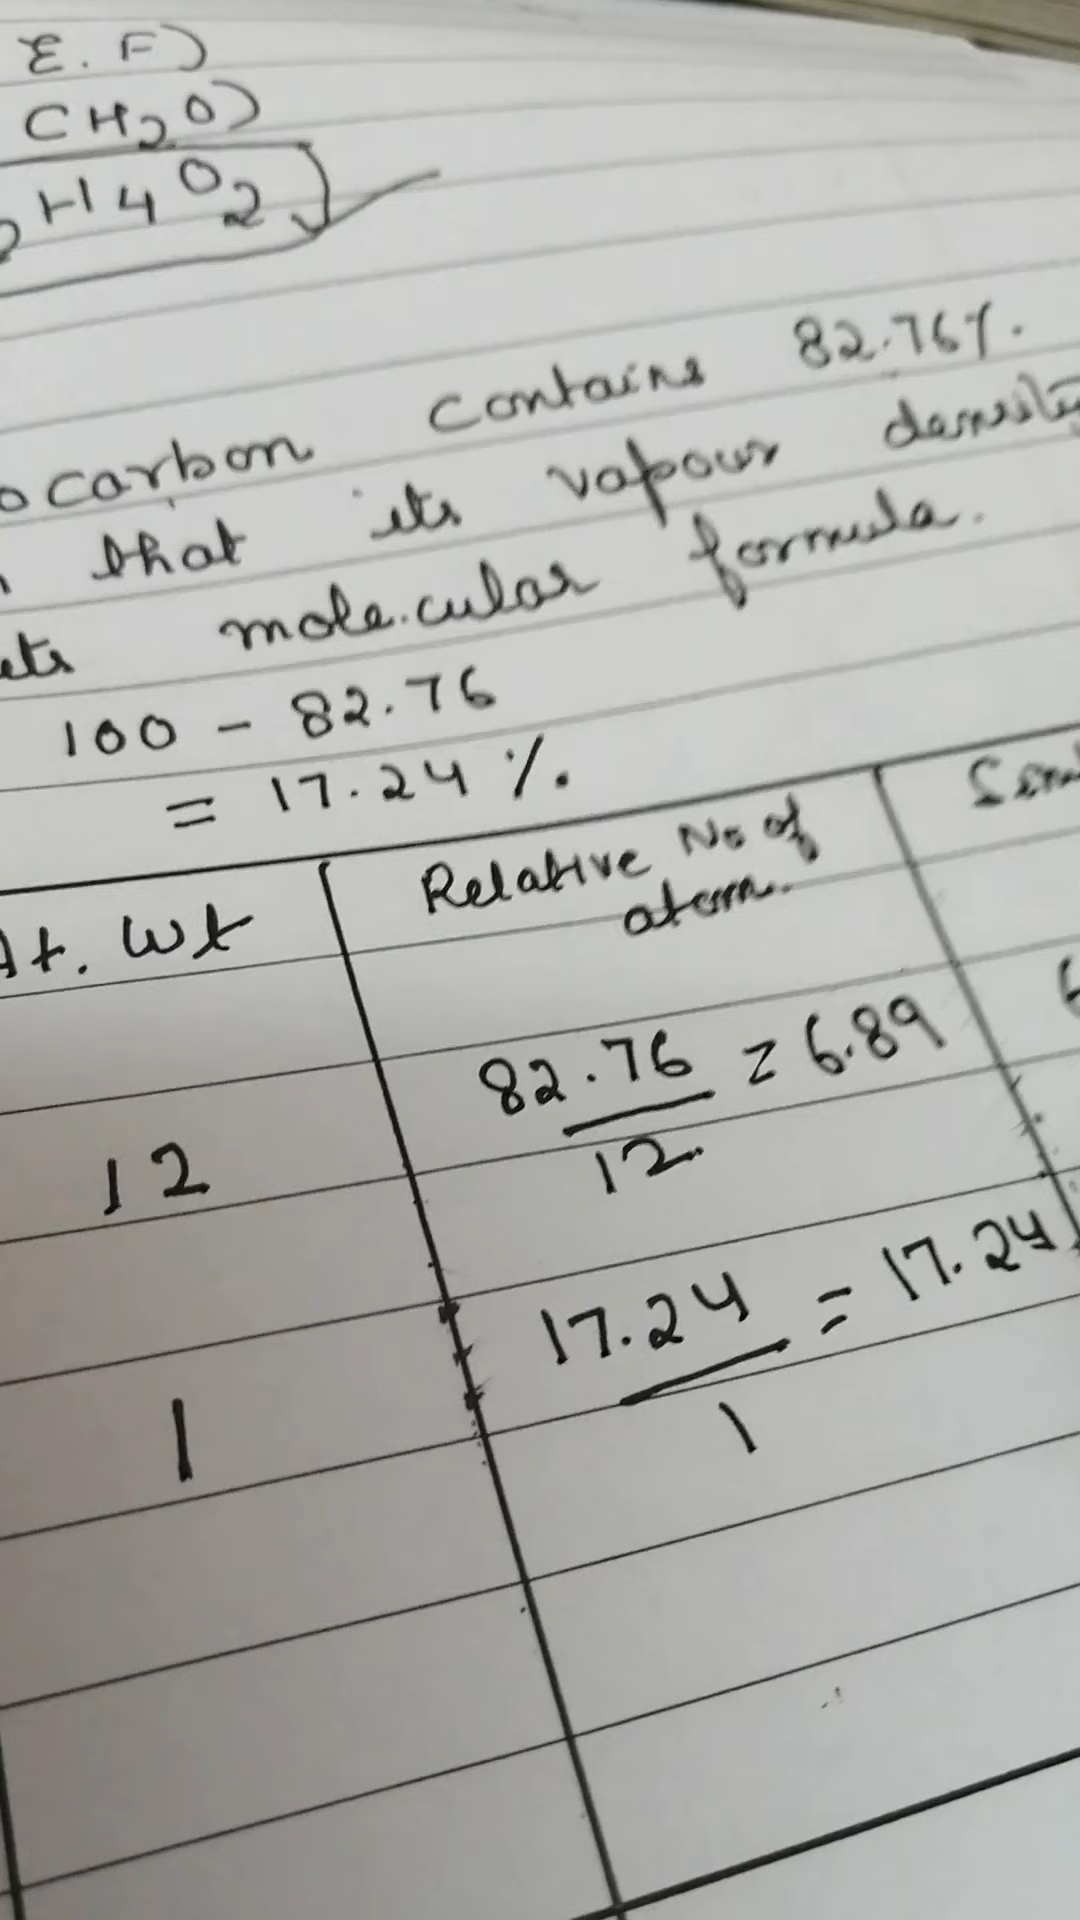 E. F)
CH2O)
H4O2)
carbon contains 82.76%.
that its vapour density
molecular formula.
100 - 82.76
= 17.24 %.
At. Wt
Relative No of
atom.
12
82.76 = 6.89
12
1
17.24 = 17.24
1